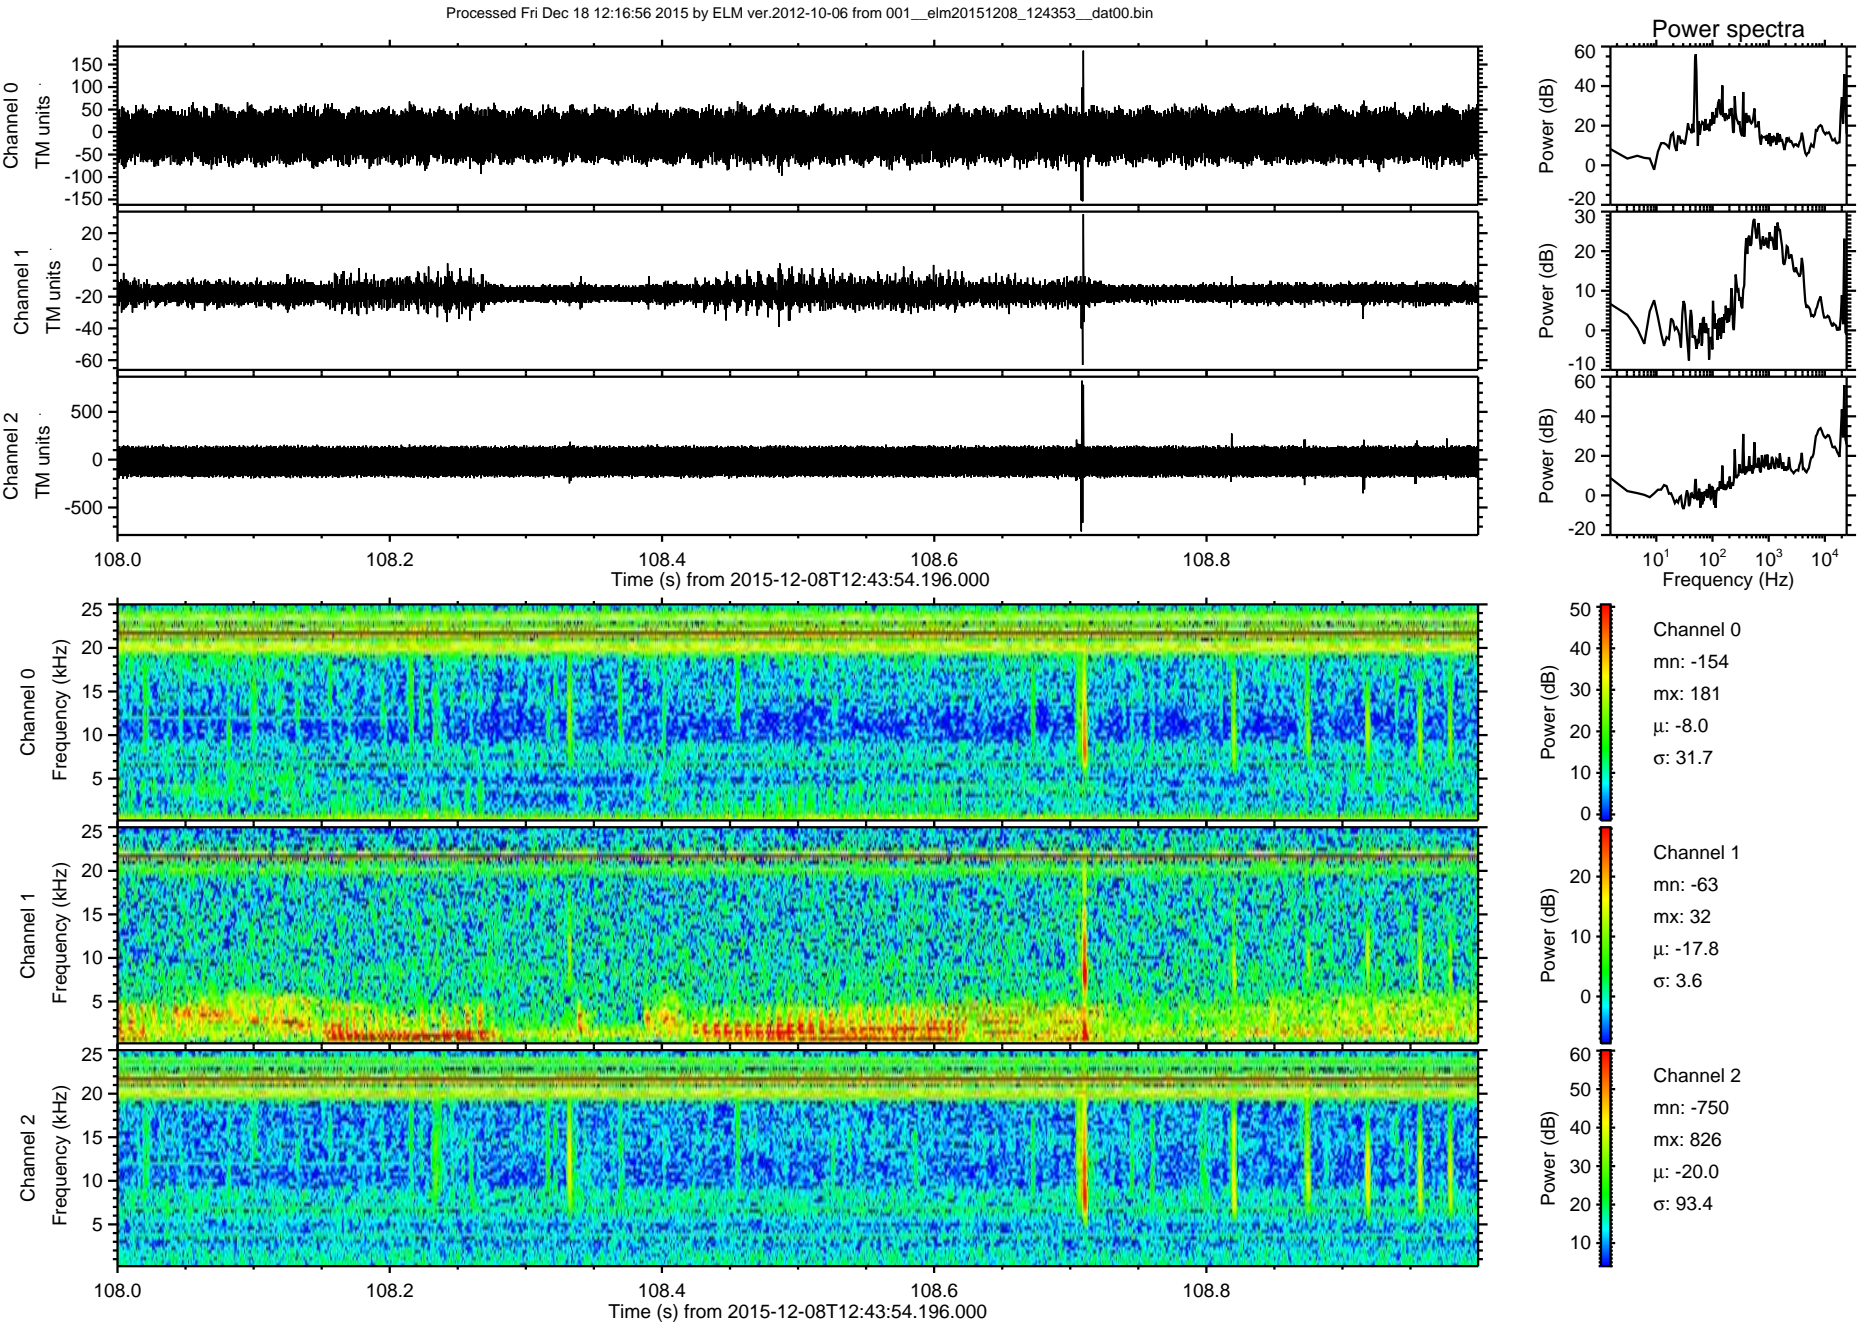 Processed Fri Dec 18 12:16:56 2015 by ELM ver.2012-10-06 from 001__elm20151208_124353__dat00.bin
Power spectra
Channel 0
TM units
150
100
50
0
-50
-100
-150
Power (dB)
60
40
20
0
-20
Channel 1
TM units
20
0
-20
-40
-60
Power (dB)
30
20
10
0
-10
Channel 2
TM units
500
0
-500
Power (dB)
60
40
20
0
-20
108.0 108.2 108.4 108.6 108.8
Time (s) from 2015-12-08T12:43:54.196.000
10^1 10^2 10^3 10^4
Frequency (Hz)
Channel 0
Frequency (kHz)
25
20
15
10
5
Power (dB)
50
40
30
20
10
0
Channel 0
mn: -154
mx: 181
μ: -8.0
σ: 31.7
Channel 1
Frequency (kHz)
25
20
15
10
5
Power (dB)
20
10
0
Channel 1
mn: -63
mx: 32
μ: -17.8
σ: 3.6
Channel 2
Frequency (kHz)
25
20
15
10
5
Power (dB)
60
50
40
30
20
10
Channel 2
mn: -750
mx: 826
μ: -20.0
σ: 93.4
108.0 108.2 108.4 108.6 108.8
Time (s) from 2015-12-08T12:43:54.196.000